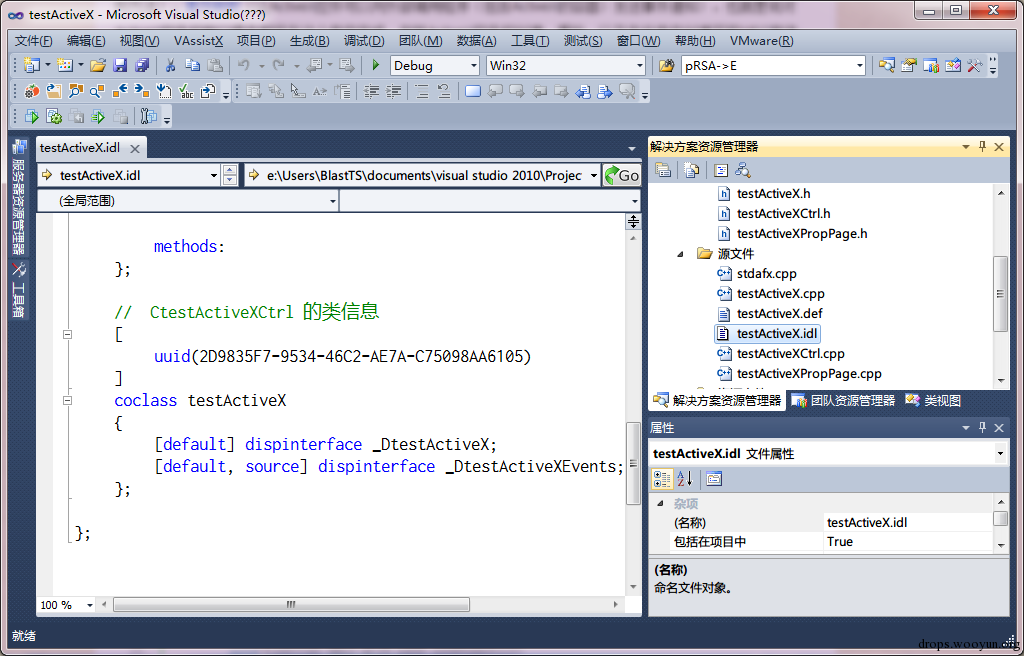 testActiveX - Microsoft Visual Studio(???)
文件(F) 编辑(E) 视图(V) VAssistX 项目(P) 生成(B) 调试(D) 团队(M) 数据(A) 工具(T) 测试(S) 窗口(W) 帮助(H) VMware(R)
Debug Win32 pRSA->E
服务器资源管理器
工具箱
testActiveX.idl
testActiveX.idl e:\Users\BlastTS\documents\visual studio 2010\Projec Go
(全局范围)
methods:
};
// CtestActiveXCtrl 的类信息
[
uuid(2D9835F7-9534-46C2-AE7A-C75098AA6105)
]
coclass testActiveX
{
[default] dispinterface _DtestActiveX;
[default, source] dispinterface _DtestActiveXEvents;
};
};
100 %
解决方案资源管理器
testActiveX.h
testActiveXCtrl.h
testActiveXPropPage.h
源文件
stdafx.cpp
testActiveX.cpp
testActiveX.def
testActiveX.idl
testActiveXCtrl.cpp
testActiveXPropPage.cpp
解决方案资源管理器 团队资源管理器 类视图
属性
testActiveX.idl 文件属性
杂项
(名称) testActiveX.idl
包括在项目中 True
(名称)
命名文件对象。
就绪
drops.wooyun.org